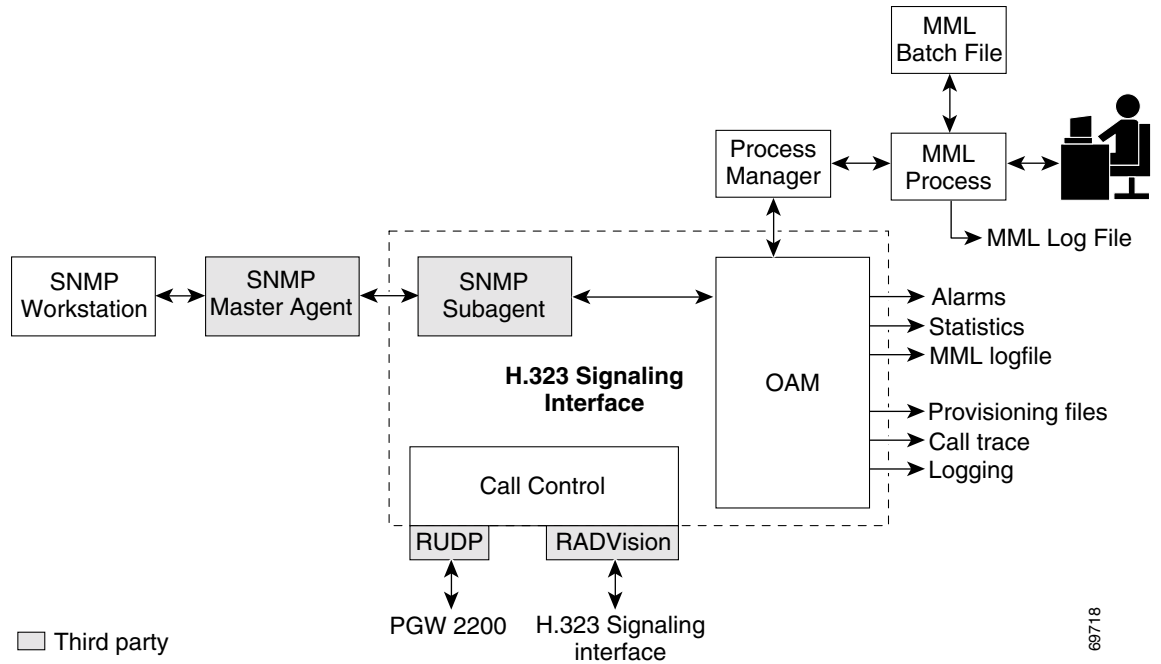 MML
Batch File
Process
Manager
MML
Process
MML Log File
SNMP
Workstation
SNMP
Master Agent
SNMP
Subagent
H.323 Signaling
Interface
OAM
Alarms
Statistics
MML logfile
Provisioning files
Call trace
Logging
Call Control
RUDP
RADVision
PGW 2200
H.323 Signaling
interface
Third party
69718